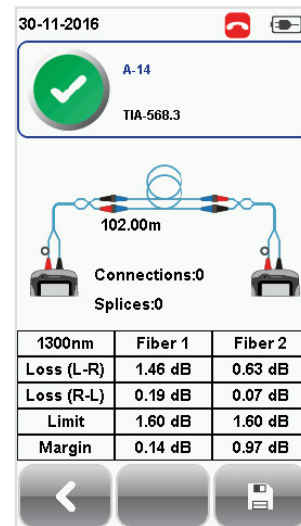 30-11-2016
A-14
TIA-568.3
102.00m
Connections:0
Splices:0
1300nm Fiber 1 Fiber 2
Loss (L-R) 1.46 dB 0.63 dB
Loss (R-L) 0.19 dB 0.07 dB
Limit 1.60 dB 1.60 dB
Margin 0.14 dB 0.97 dB